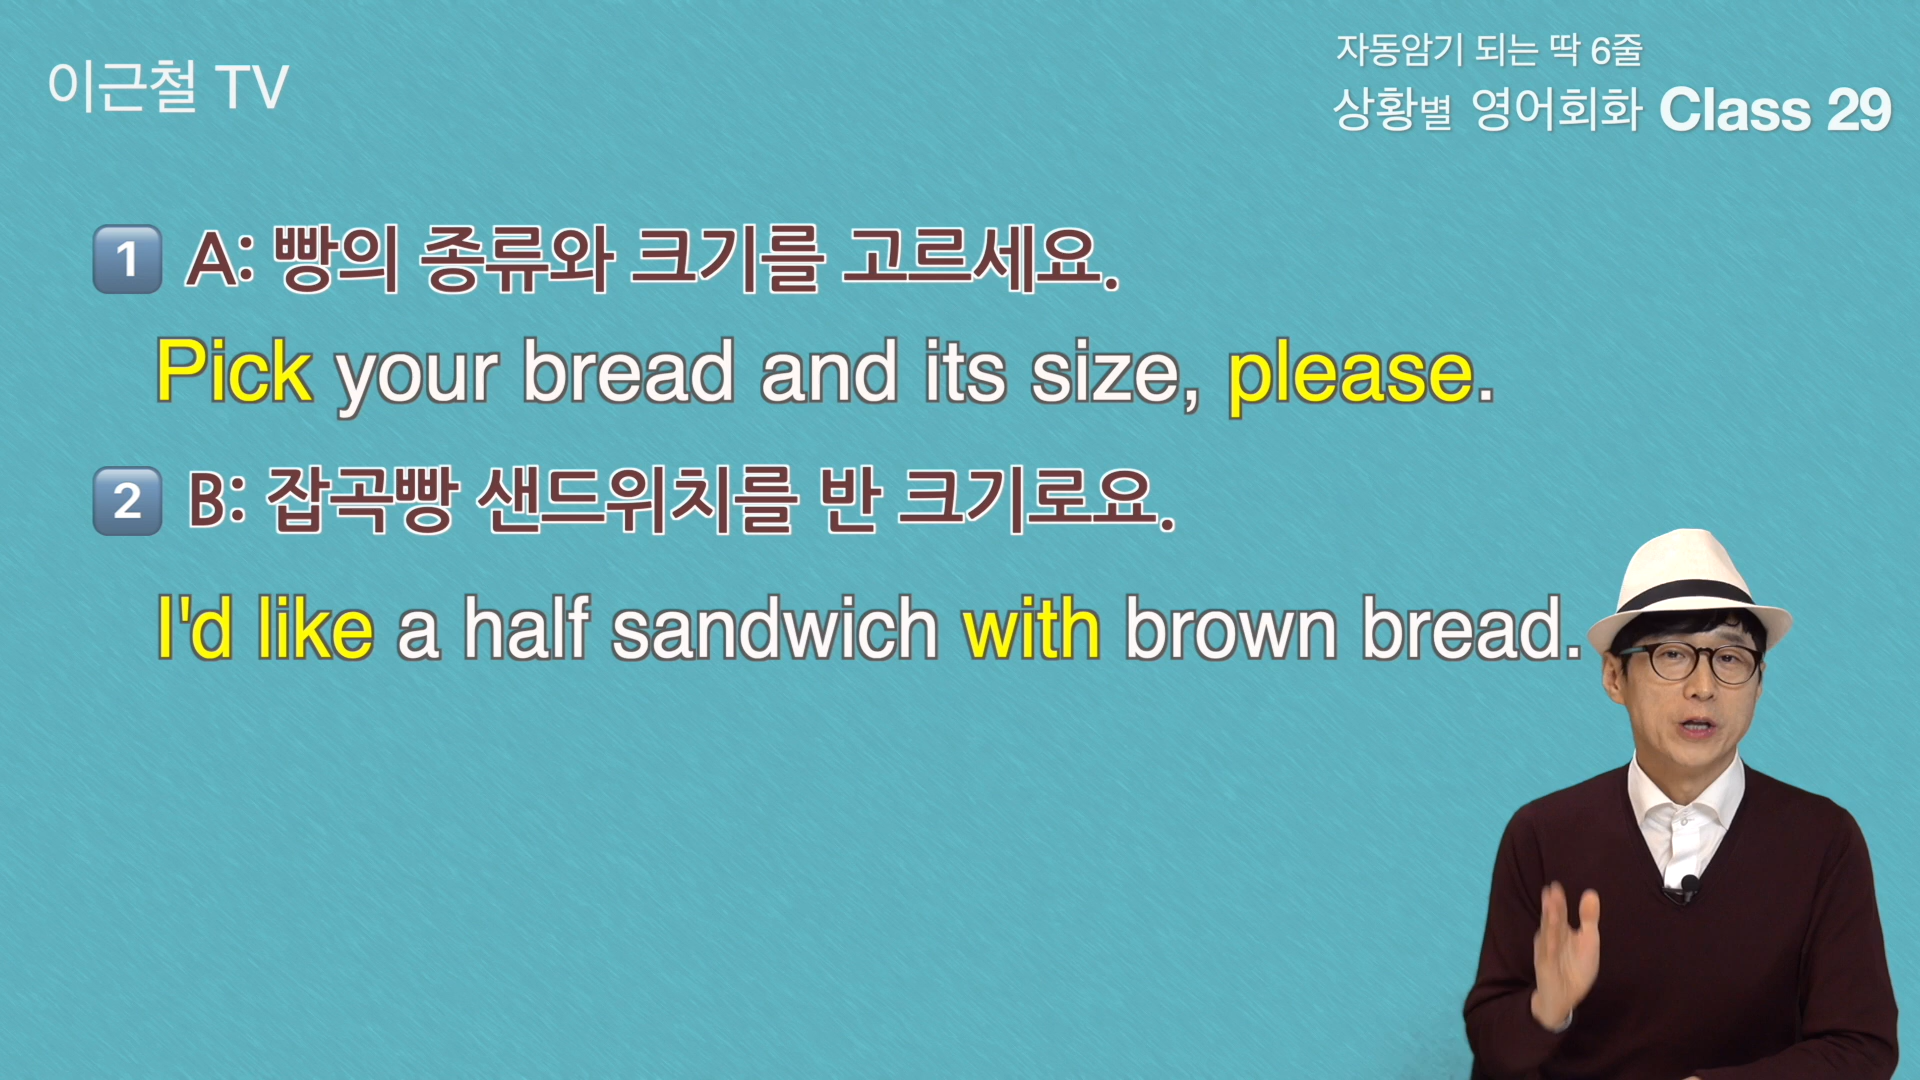 이근철 TV
자동암기 되는 딱 6줄
상황별 영어회화 Class 29
1 A: 빵의 종류와 크기를 고르세요.
Pick your bread and its size, please.
2 B: 잡곡빵 샌드위치를 반 크기로요.
I'd like a half sandwich with brown bread.